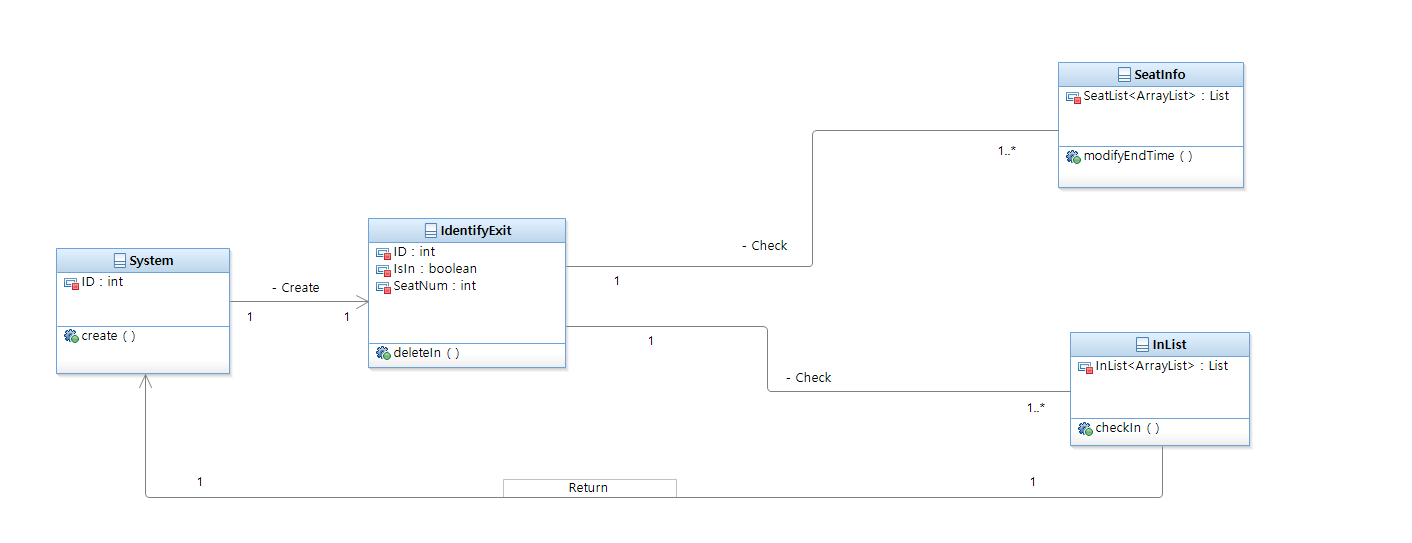 SeatInfo
SeatList<ArrayList> : List
modifyEndTime ( )
1..*
- Check
1
IdentifyExit
ID : int
IsIn : boolean
SeatNum : int
deleteIn ( )
System
ID : int
create ( )
- Create
1
1
1
- Check
1..*
InList
InList<ArrayList> : List
checkIn ( )
1
Return
1